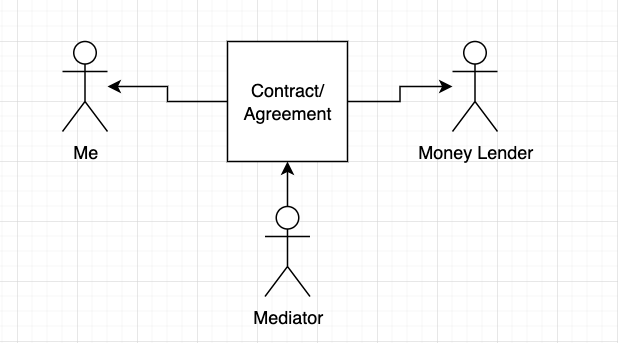 Contract/
Agreement
Me
Money Lender
Mediator